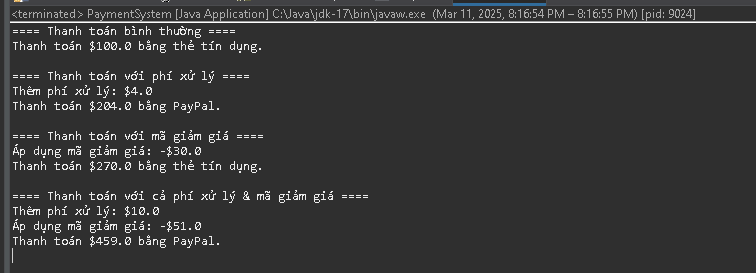 <terminated> PaymentSystem [Java Application] C:\Java\jdk-17\bin\javaw.exe (Mar 11, 2025, 8:16:54 PM – 8:16:55 PM) [pid: 9024]
==== Thanh toán bình thường ====
Thanh toán $100.0 bằng thẻ tín dụng.

==== Thanh toán với phí xử lý ====
Thêm phí xử lý: $4.0
Thanh toán $204.0 bằng PayPal.

==== Thanh toán với mã giảm giá ====
Áp dụng mã giảm giá: -$30.0
Thanh toán $270.0 bằng thẻ tín dụng.

==== Thanh toán với cả phí xử lý & mã giảm giá ====
Thêm phí xử lý: $10.0
Áp dụng mã giảm giá: -$51.0
Thanh toán $459.0 bằng PayPal.